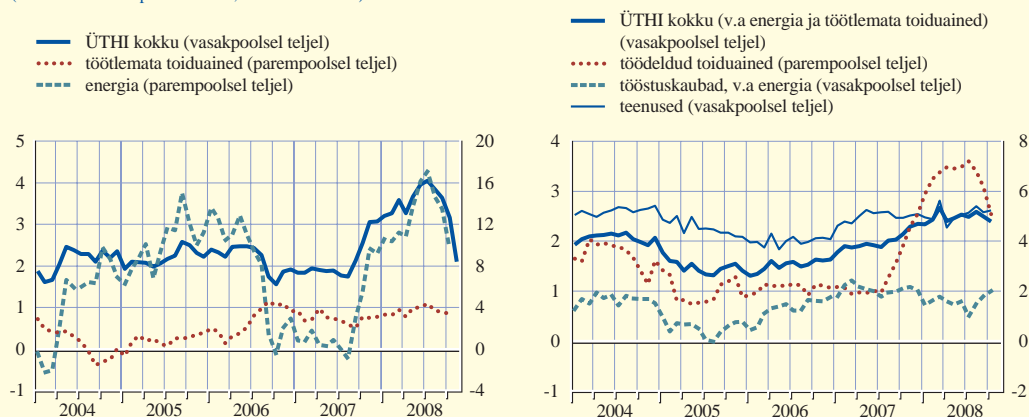 ÜTHI kokku (vasakpoolsel teljel)
töötlemata toiduained (parempoolsel teljel)
energia (parempoolsel teljel)
5
4
3
2
1
0
-1
20
16
12
8
4
0
-4
2004 2005 2006 2007 2008
ÜTHI kokku (v.a energia ja töötlemata toiduained)
(vasakpoolsel teljel)
töödeldud toiduained (parempoolsel teljel)
tööstuskaubad, v.a energia (vasakpoolsel teljel)
teenused (vasakpoolsel teljel)
4
3
2
1
0
-1
8
6
4
2
0
-2
2004 2005 2006 2007 2008